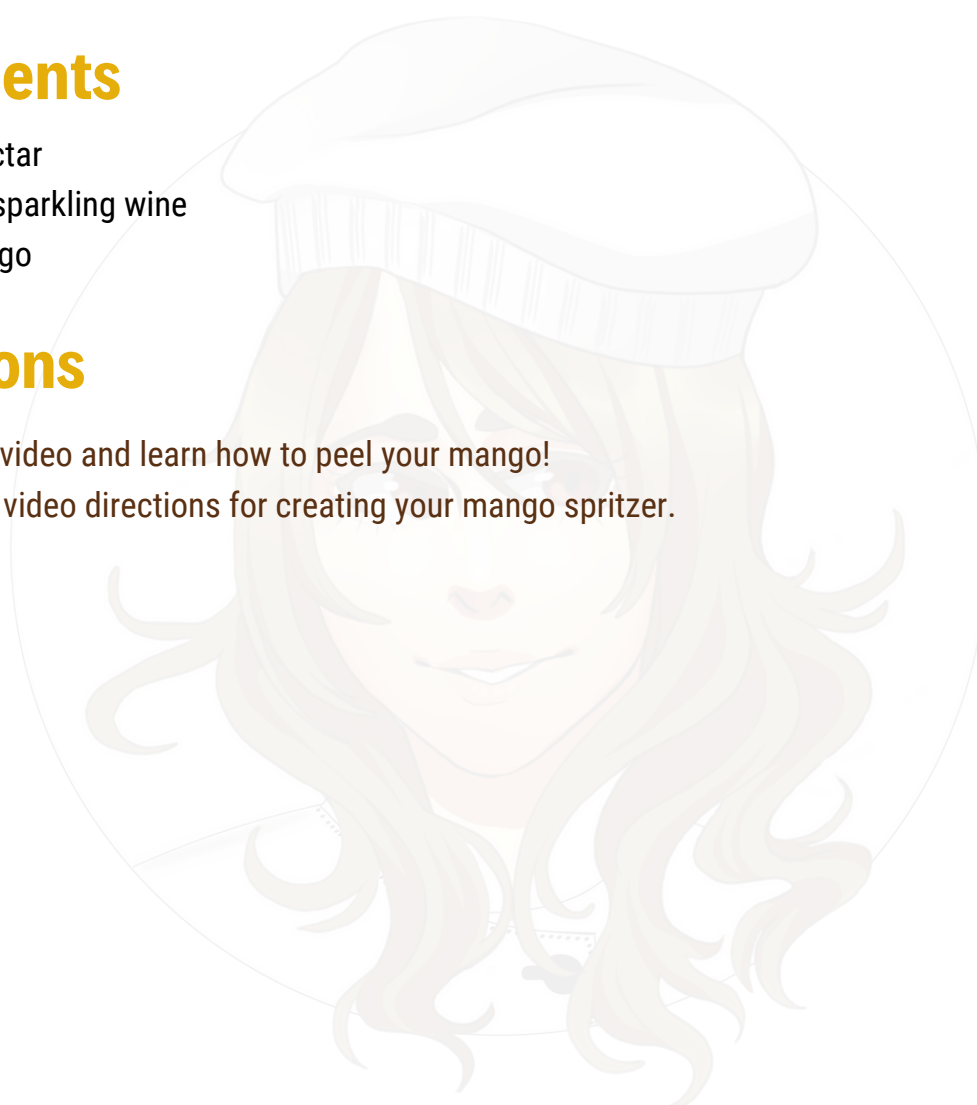 ents
ctar
sparkling wine
go
ons
video and learn how to peel your mango!
video directions for creating your mango spritzer.